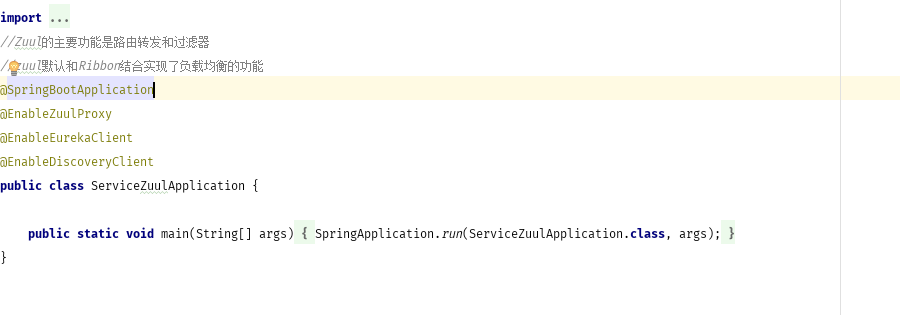 import ...
//Zuul的主要功能是路由转发和过滤器
//zuul默认和Ribbon结合实现了负载均衡的功能
@SpringBootApplication
@EnableZuulProxy
@EnableEurekaClient
@EnableDiscoveryClient
public class ServiceZuulApplication {
public static void main(String[] args) { SpringApplication.run(ServiceZuulApplication.class, args); }
}